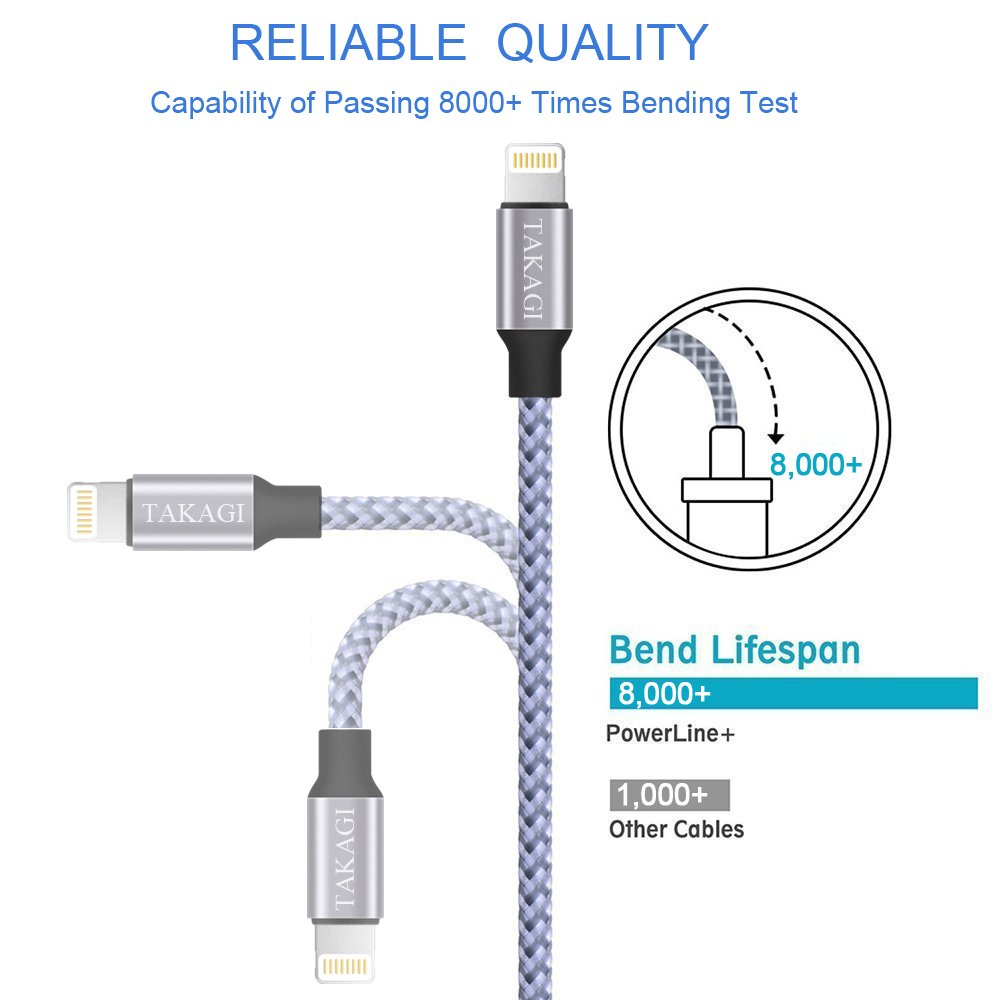 RELIABLE QUALITY
Capability of Passing 8000+ Times Bending Test
TAKAGI
8,000+
TAKAGI
Bend Lifespan
8,000+
PowerLine+
1,000+
Other Cables
TAKAGI